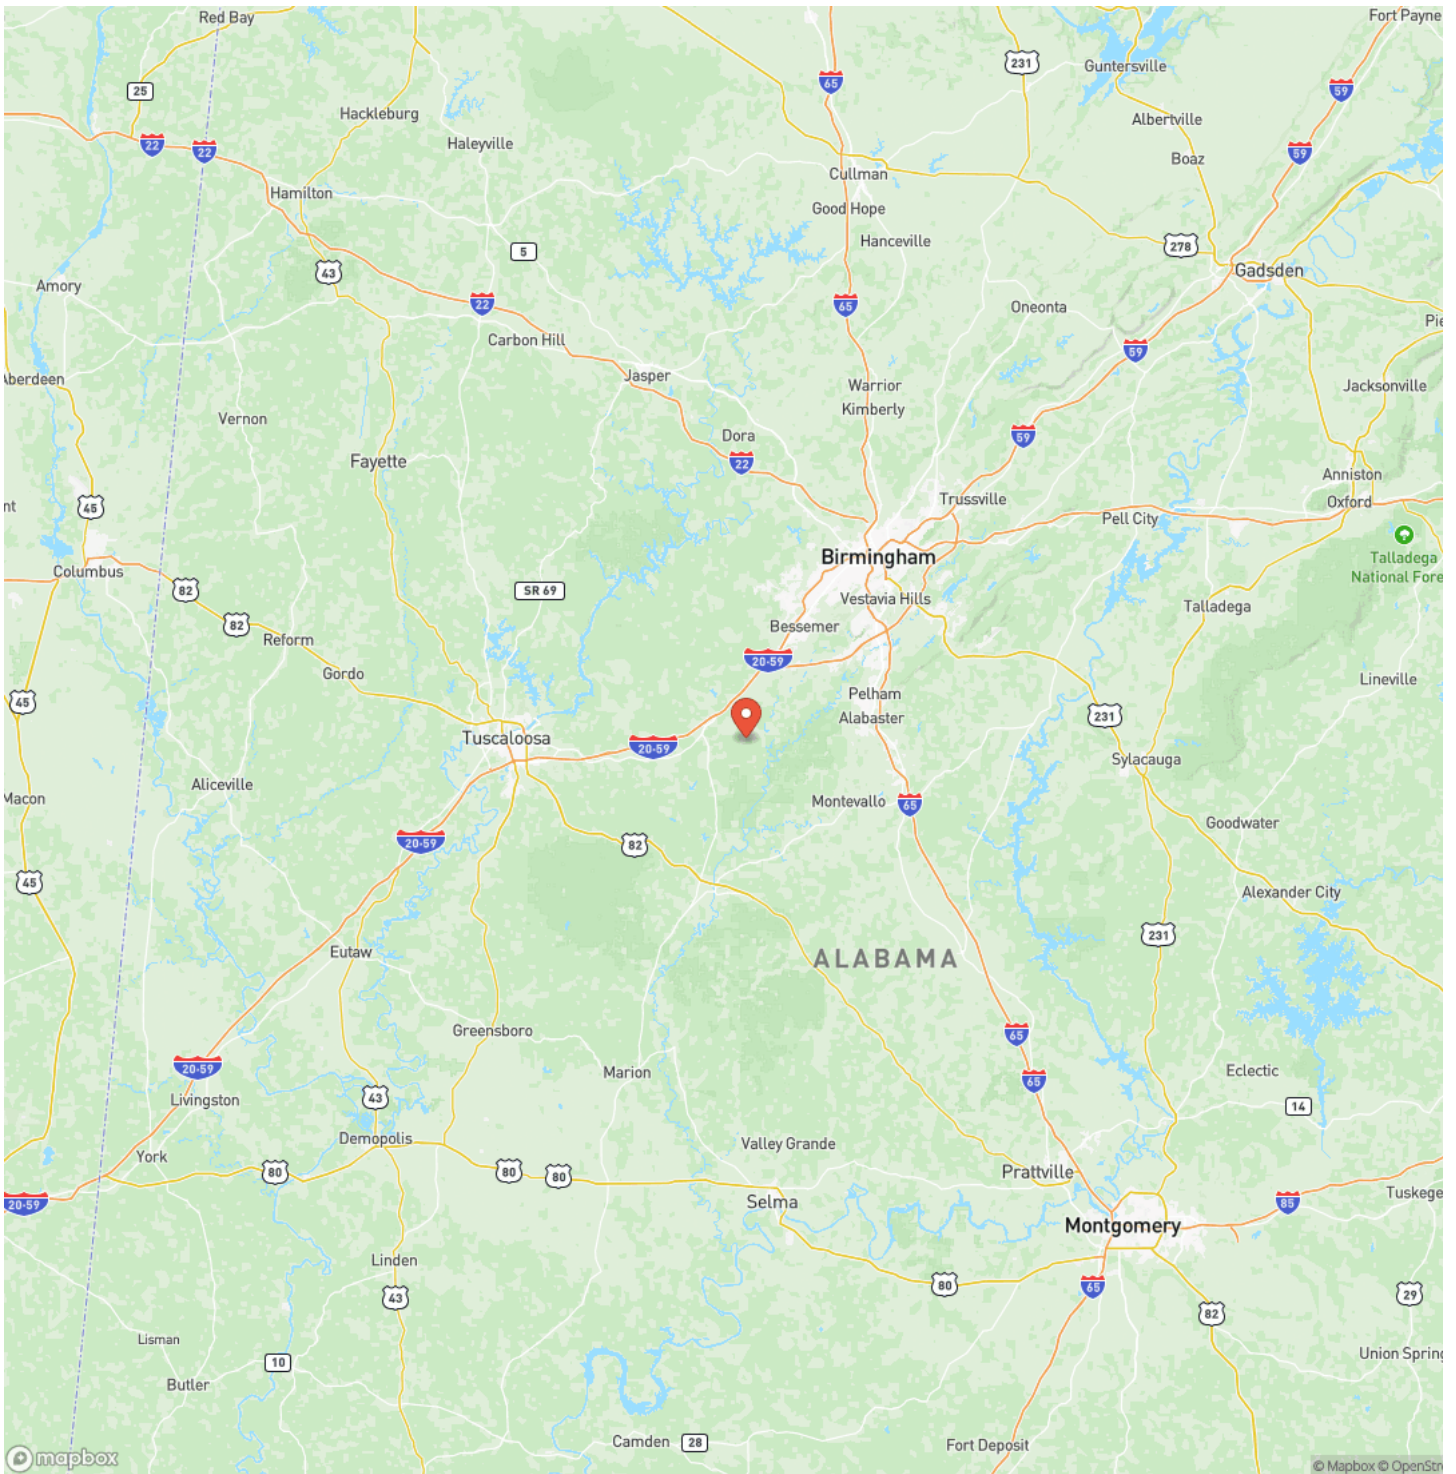 Red Bay
Fort Payne
231
Guntersville
65
59
25
Hackleburg
Albertville
22
22
Haleyville
59
Boaz
Cullman
Hamilton
Good Hope
Hanceville
278
5
43
Gadsden
Amory
22
65
Oneonta
Pie
Carbon Hill
59
Jasper
Aberdeen
Warrior
Jacksonville
Kimberly
Vernon
Dora
59
Fayette
22
Anniston
Trussville
Oxford
45
nt
Pell City
Birmingham
Talladega
National Fore
Columbus
82
SR 69
Vestavia Hills
Talladega
82
Bessemer
Reform
20-59
Gordo
Lineville
45
Pelham
Alabaster
231
Tuscaloosa
20-59
Sylacauga
Aliceville
Macon
Montevallo
65
Goodwater
20-59
82
45
Alexander City
231
Eutaw
ALABAMA
Greensboro
65
20-59
Marion
65
Eclectic
Livingston
43
14
Demopolis
Valley Grande
York
80
80
80
Prattville
20-59
Selma
85
Tuskege
Montgomery
Linden
80
65
43
29
82
Lisman
10
Union Spring
Butler
Camden
28
Fort Deposit
mapbox
© Mapbox © OpenStre